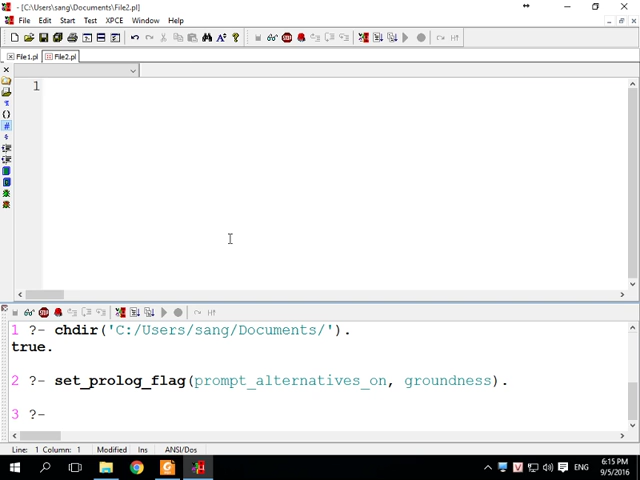 - [C:\Users\sang\Documents\File2.pl]
File Edit Start Test XPCE Window Help
File1.pl File2.pl
1
1 ?- chdir('C:/Users/sang/Documents/').
true.
2 ?- set_prolog_flag(prompt_alternatives_on, groundness).
3 ?-
Line: 1 Column: 1 Modified Ins ANSI/Dos
ENG 6:15 PM
9/5/2016